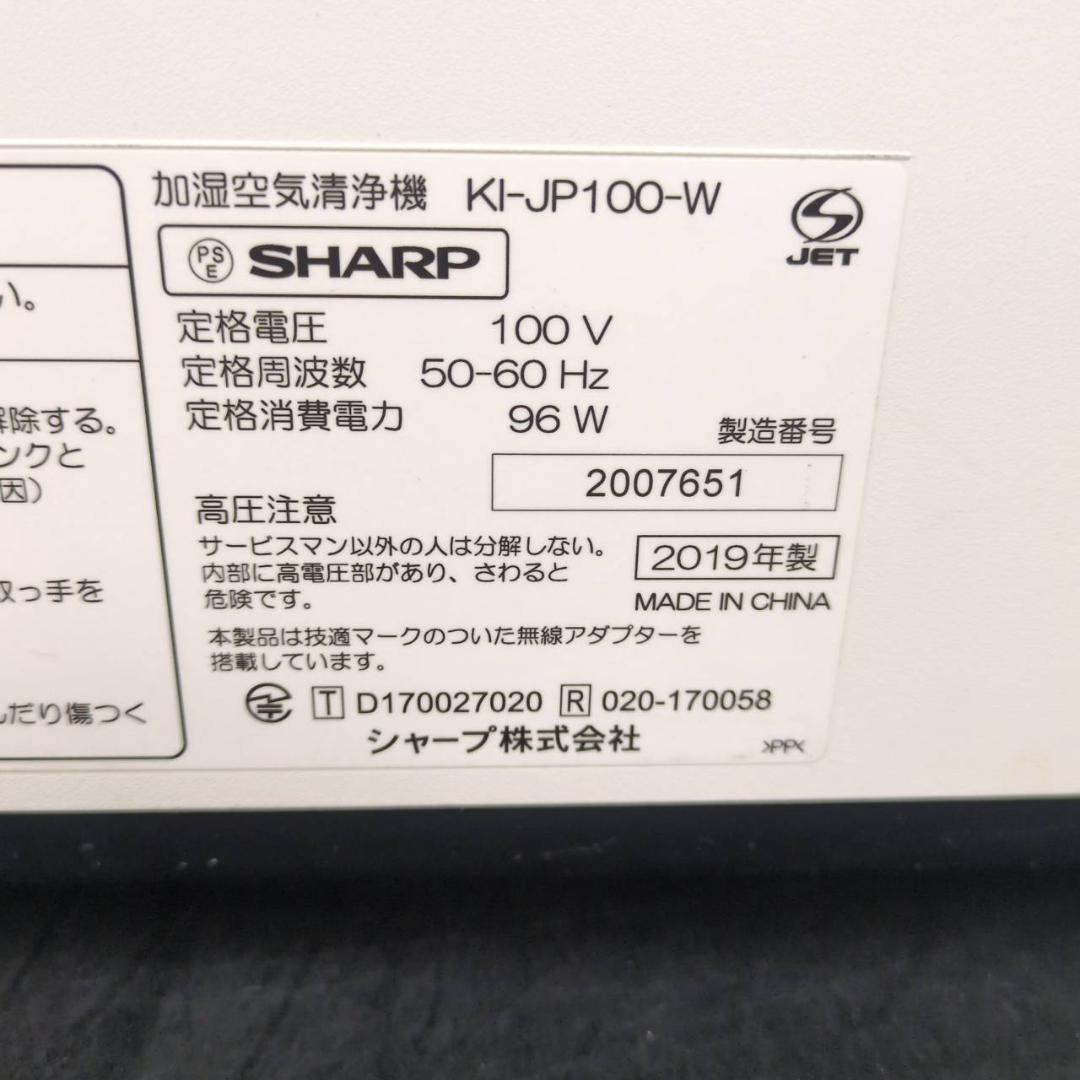 加湿空気清浄機 KI-JP100-W
PSE SHARP
JET
定格電圧 100 V
定格周波数 50-60 Hz
定格消費電力 96 W
製造番号
2007651
高圧注意
サービスマン以外の人は分解しない。
内部に高電圧部があり、さわると
危険です。
2019年製
MADE IN CHINA
本製品は技適マークのついた無線アダプターを
搭載しています。
T D170027020 R 020-170058
シャープ株式会社
>PP<
い。
解除する。
ンクと
因)
取っ手を
んだり傷つく